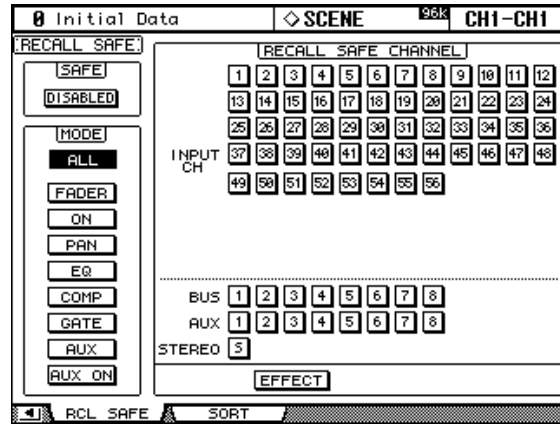 0 Initial Data ◇SCENE 96k CH1-CH1
RECALL SAFE
SAFE
DISABLED
MODE
ALL
FADER
ON
PAN
EQ
COMP
GATE
AUX
AUX ON
RECALL SAFE CHANNEL
1 2 3 4 5 6 7 8 9 10 11 12
13 14 15 16 17 18 19 20 21 22 23 24
25 26 27 28 29 30 31 32 33 34 35 36
INPUT CH 37 38 39 40 41 42 43 44 45 46 47 48
49 50 51 52 53 54 55 56
BUS 1 2 3 4 5 6 7 8
AUX 1 2 3 4 5 6 7 8
STEREO S
EFFECT
RCL SAFE SORT